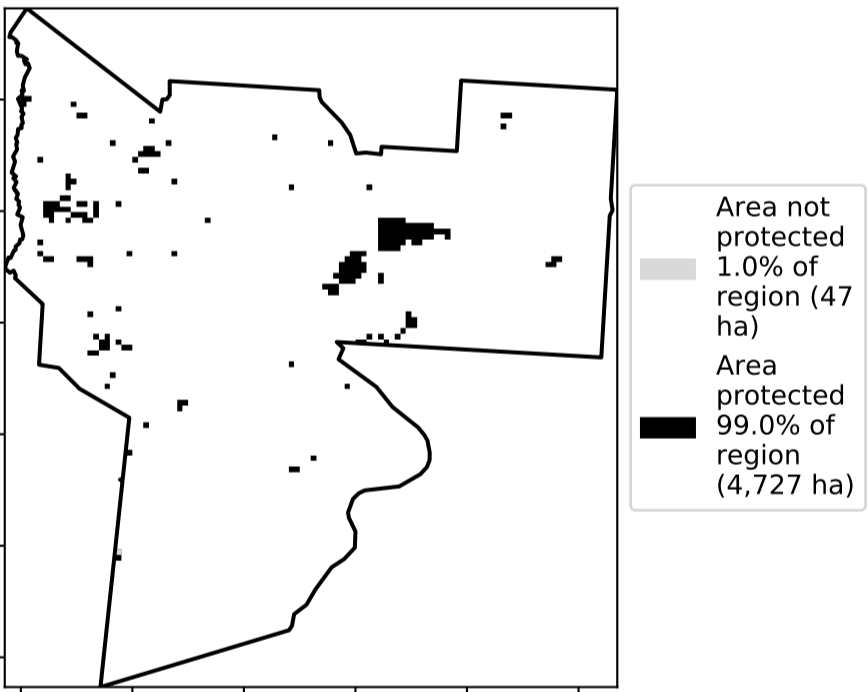 Area not
protected
1.0% of
region (47
ha)
Area
protected
99.0% of
region
(4,727 ha)